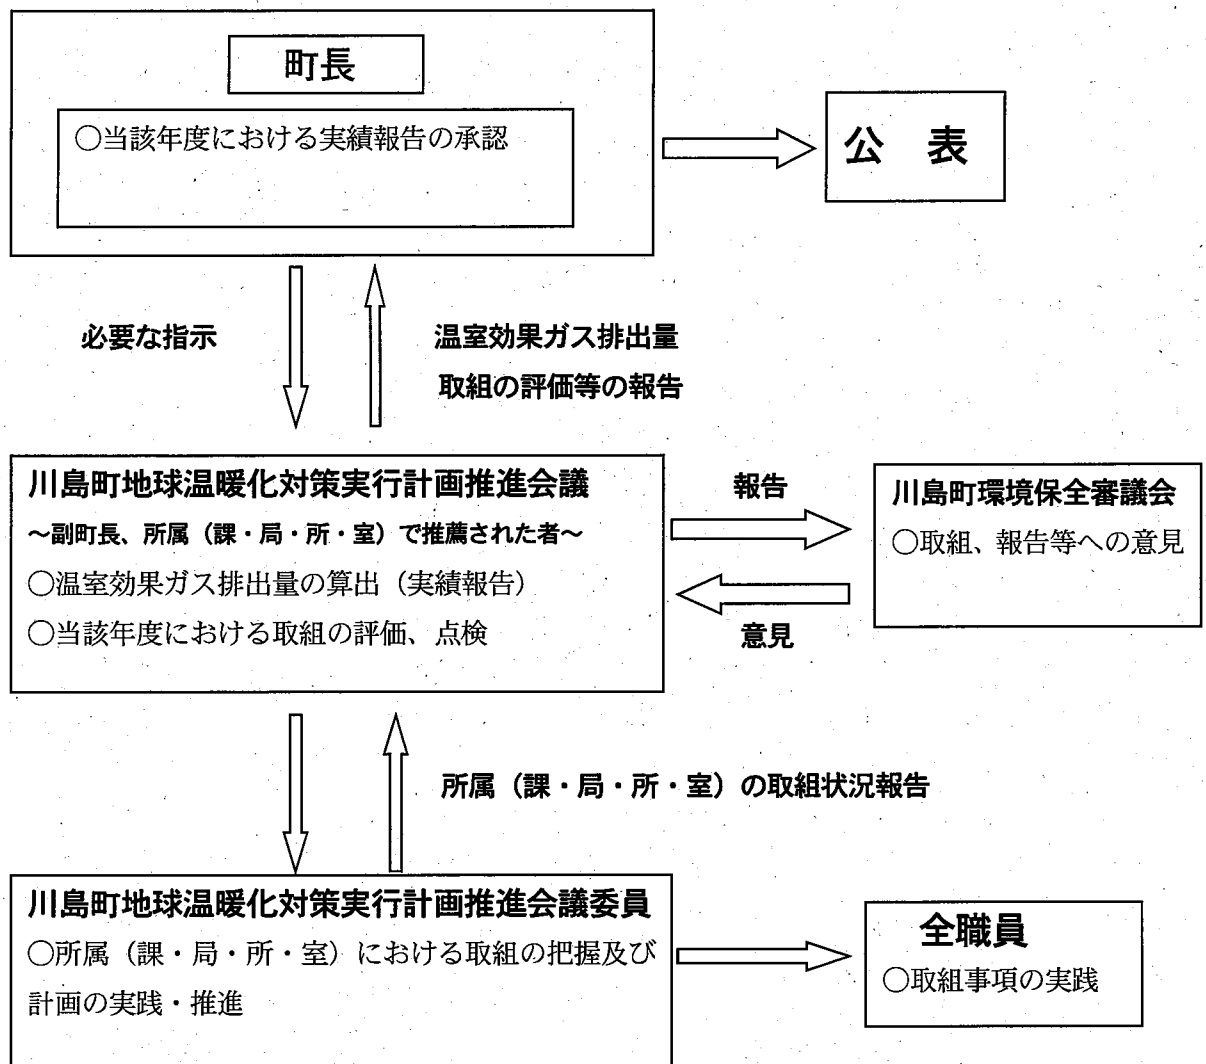 町長
○当該年度における実績報告の承認
公　表
必要な指示
温室効果ガス排出量
取組の評価等の報告
川島町地球温暖化対策実行計画推進会議
～副町長、所属（課・局・所・室）で推薦された者～
○温室効果ガス排出量の算出（実績報告）
○当該年度における取組の評価、点検
報告
意見
川島町環境保全審議会
○取組、報告等への意見
所属（課・局・所・室）の取組状況報告
川島町地球温暖化対策実行計画推進会議委員
○所属（課・局・所・室）における取組の把握及び
計画の実践・推進
全職員
○取組事項の実践